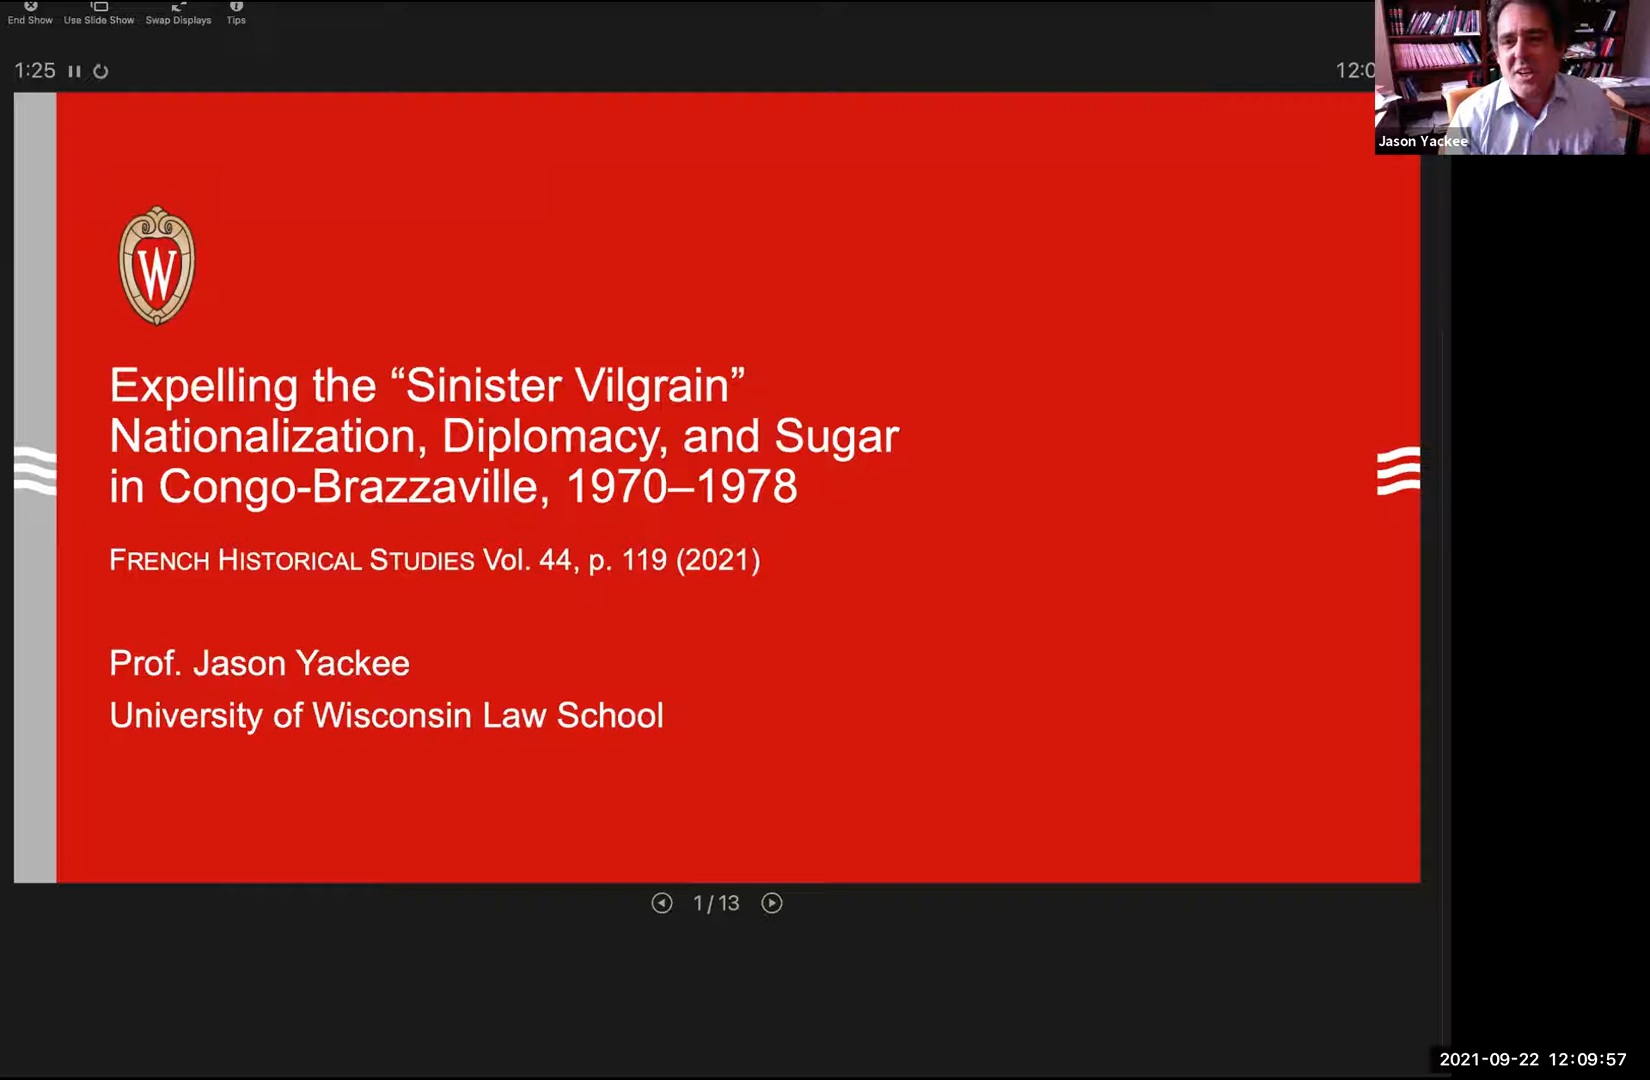 End Show Use Slide Show Swap Displays Tips
1:25
12:0
Jason Yackee
W
Expelling the “Sinister Vilgrain”
Nationalization, Diplomacy, and Sugar
in Congo-Brazzaville, 1970–1978
FRENCH HISTORICAL STUDIES Vol. 44, p. 119 (2021)
Prof. Jason Yackee
University of Wisconsin Law School
1 / 13
2021-09-22 12:09:57